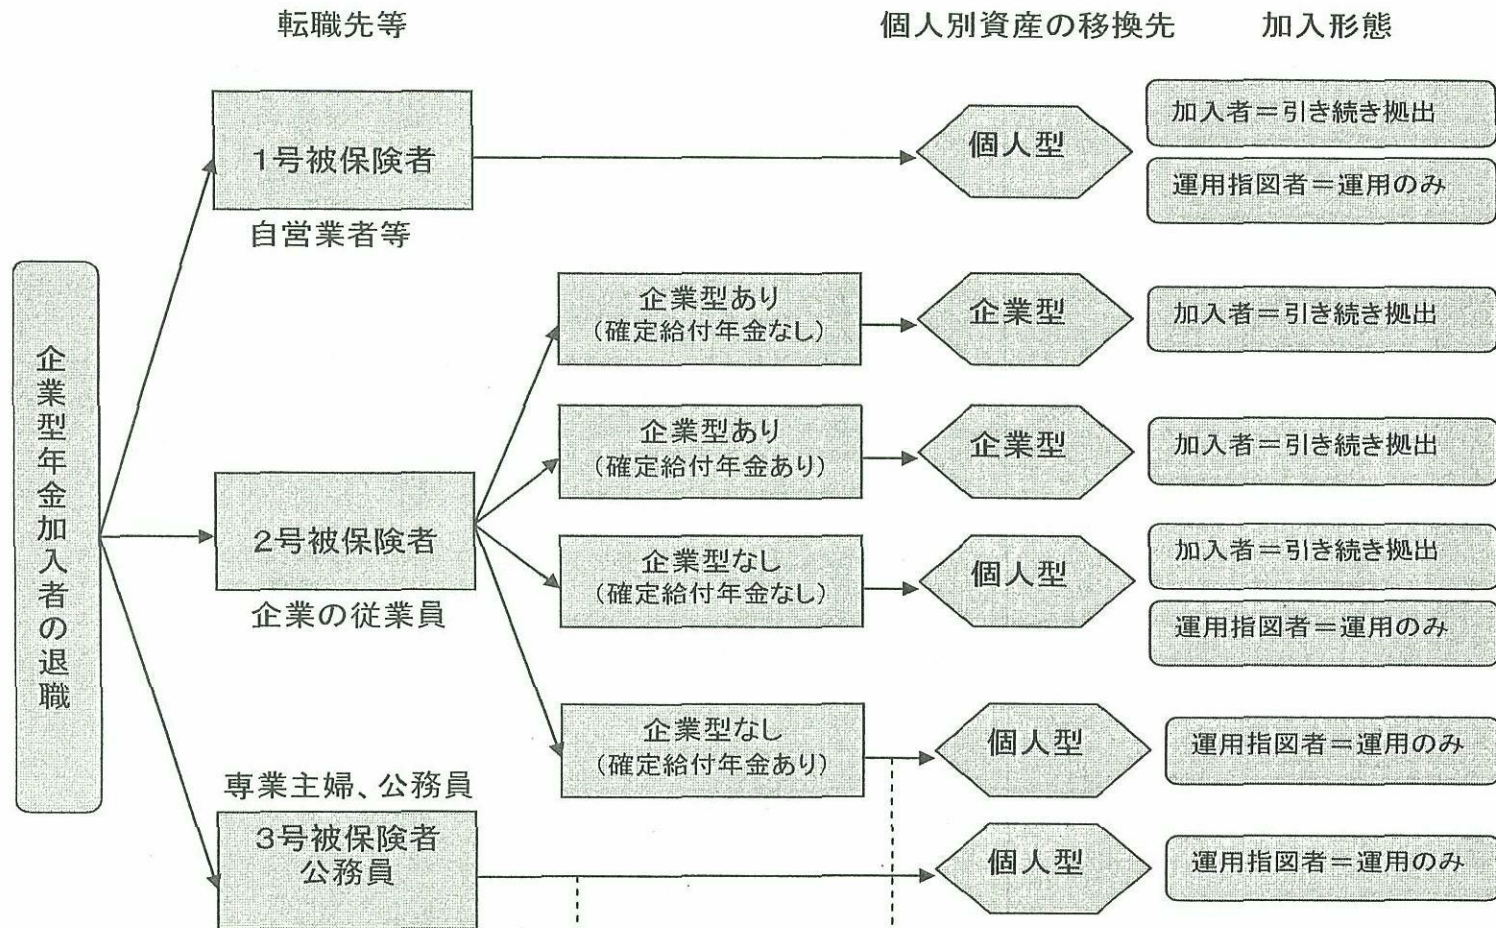 転職先等
個人別資産の移換先
加入形態
企業型年金加入者の退職
1号被保険者
自営業者等
個人型
加入者＝引き続き拠出
運用指図者＝運用のみ
2号被保険者
企業の従業員
企業型あり
（確定給付年金なし）
企業型
加入者＝引き続き拠出
企業型あり
（確定給付年金あり）
企業型
加入者＝引き続き拠出
企業型なし
（確定給付年金なし）
個人型
加入者＝引き続き拠出
運用指図者＝運用のみ
企業型なし
（確定給付年金あり）
個人型
運用指図者＝運用のみ
専業主婦、公務員
3号被保険者
公務員
個人型
運用指図者＝運用のみ